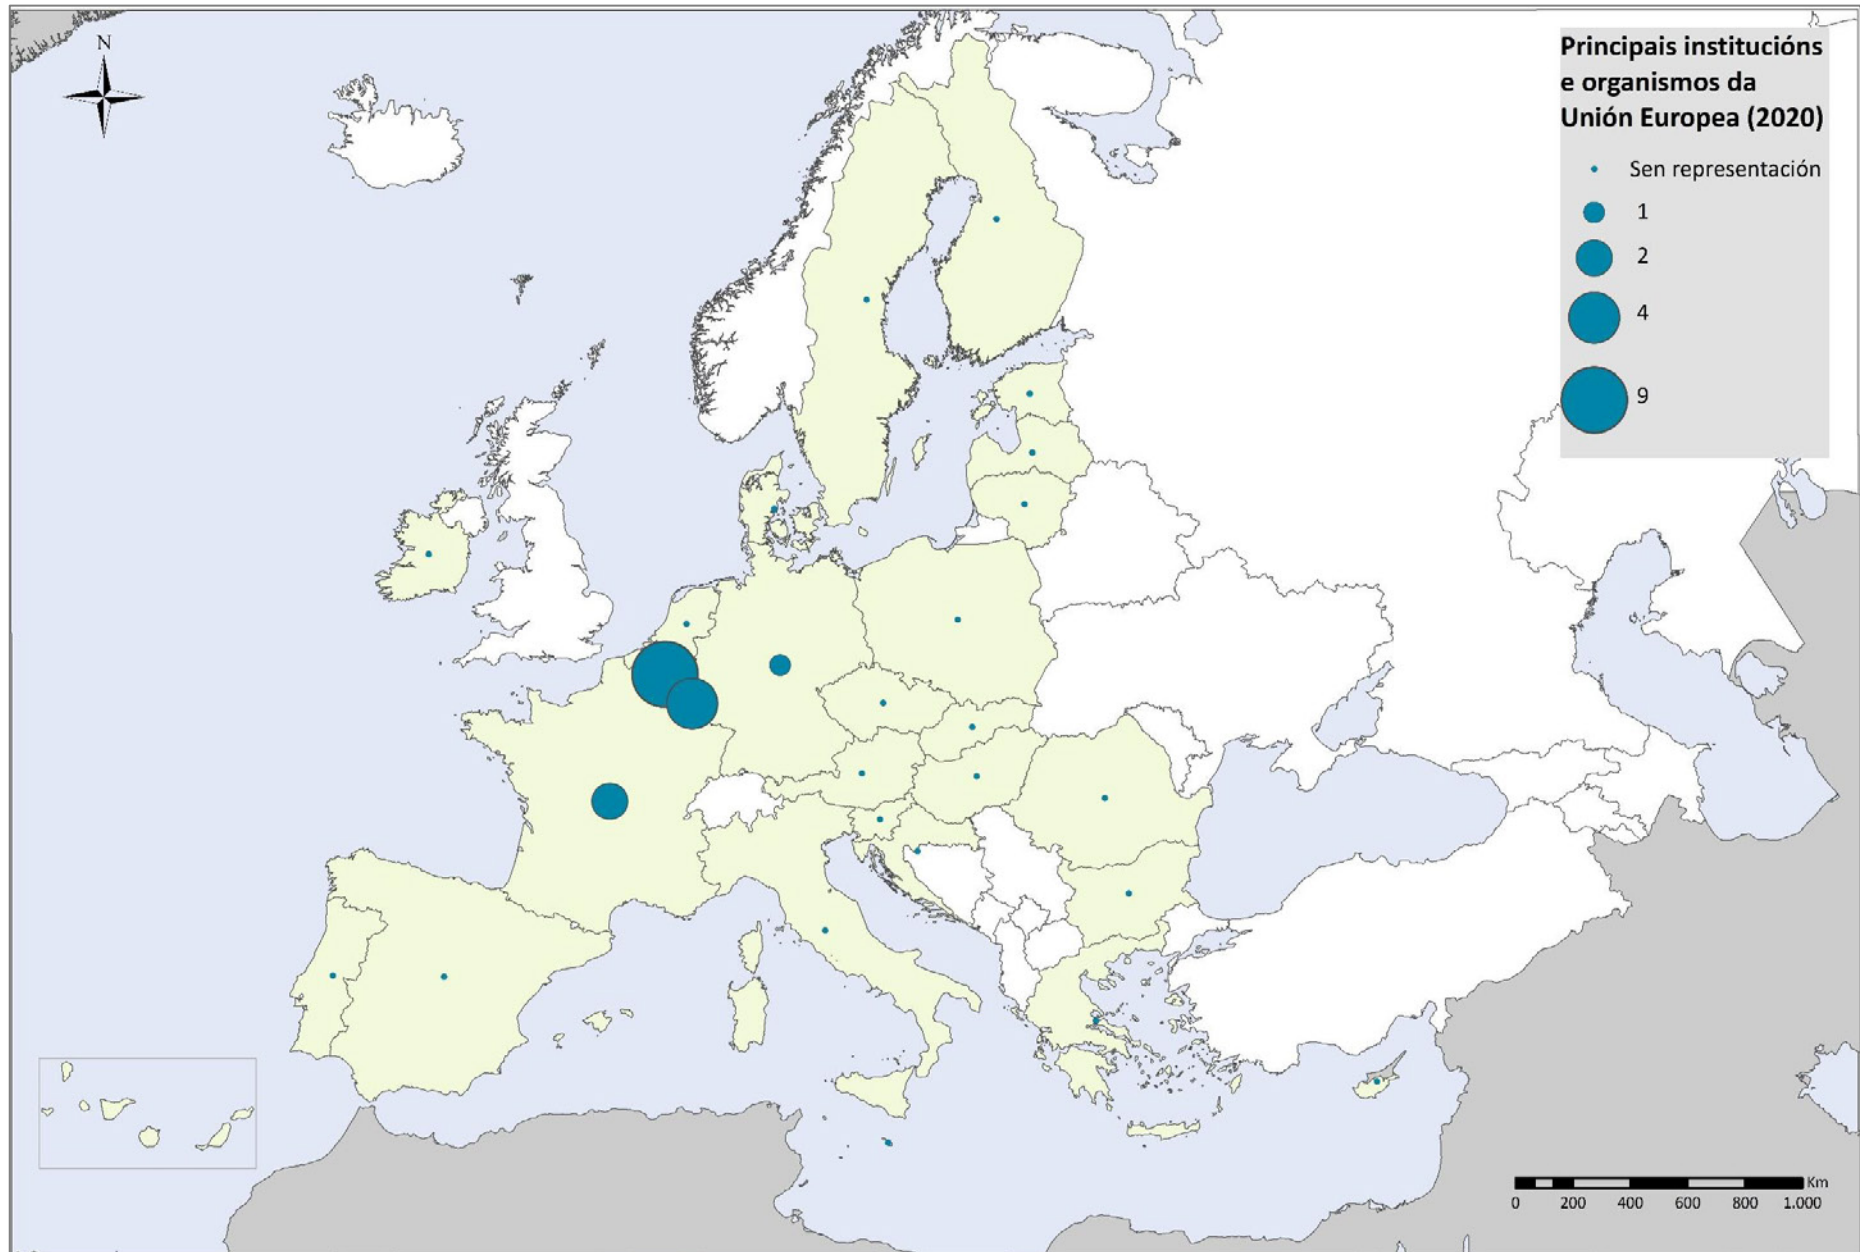 N
Principais institucións
e organismos da
Unión Europea (2020)
Sen representación
1
2
4
9
Km
0 200 400 600 800 1.000